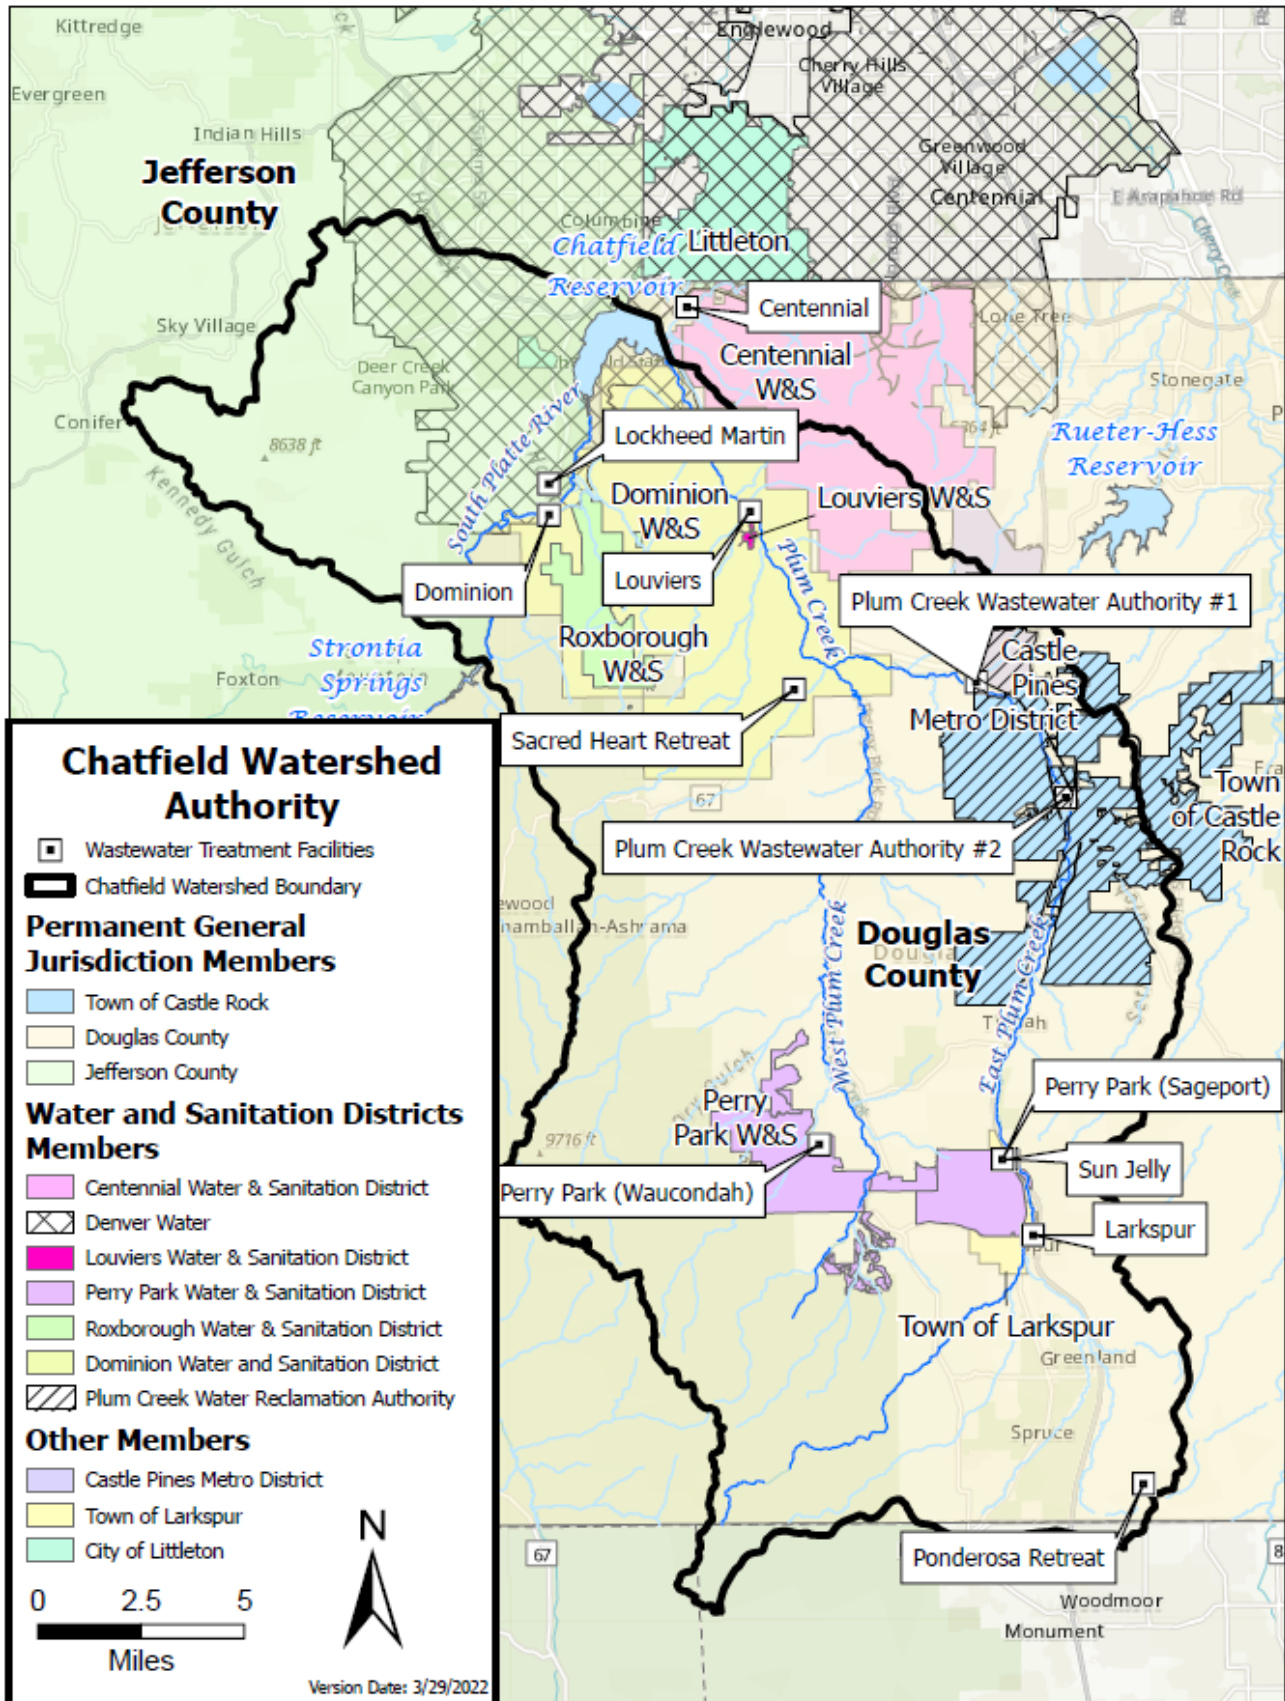 Kittredge
Englewood
Cherry Hills
Village
Evergreen
Indian Hills
Greenwood
Village
Jefferson
County
Centennial
E Arapahoe Rd
Cherry Creek
Columbine
Chatfield
Reservoir
Littleton
Centennial
Sky Village
Lone Tree
Deer Creek
Canyon Park
Centennial
W&S
Stonegate
Conifer
8638 ft
South Platte River
Lockheed Martin
Rueter-Hess
Reservoir
Kennedy Gulch
Dominion
W&S
Louviers W&S
Dominion
Louviers
Plum Creek
Plum Creek Wastewater Authority #1
Strontia
Springs
Reservoir
Foxton
Roxborough
W&S
Castle
Pines
Metro District
Sacred Heart Retreat
67
Town
of Castle
Rock
Plum Creek Wastewater Authority #2
Douglas
County
West Plum Creek
East Plum Creek
9716 ft
Perry
Park W&S
Perry Park (Sageport)
Sun Jelly
Perry Park (Waucondah)
Larkspur
Town of Larkspur
Greenland
Spruce
Ponderosa Retreat
67
8
Woodmoor
Monument
Chatfield Watershed
Authority
Wastewater Treatment Facilities
Chatfield Watershed Boundary
Permanent General
Jurisdiction Members
Town of Castle Rock
Douglas County
Jefferson County
Water and Sanitation Districts
Members
Centennial Water & Sanitation District
Denver Water
Louviers Water & Sanitation District
Perry Park Water & Sanitation District
Roxborough Water & Sanitation District
Dominion Water and Sanitation District
Plum Creek Water Reclamation Authority
Other Members
Castle Pines Metro District
Town of Larkspur
City of Littleton
N
0 2.5 5
Miles
Version Date: 3/29/2022